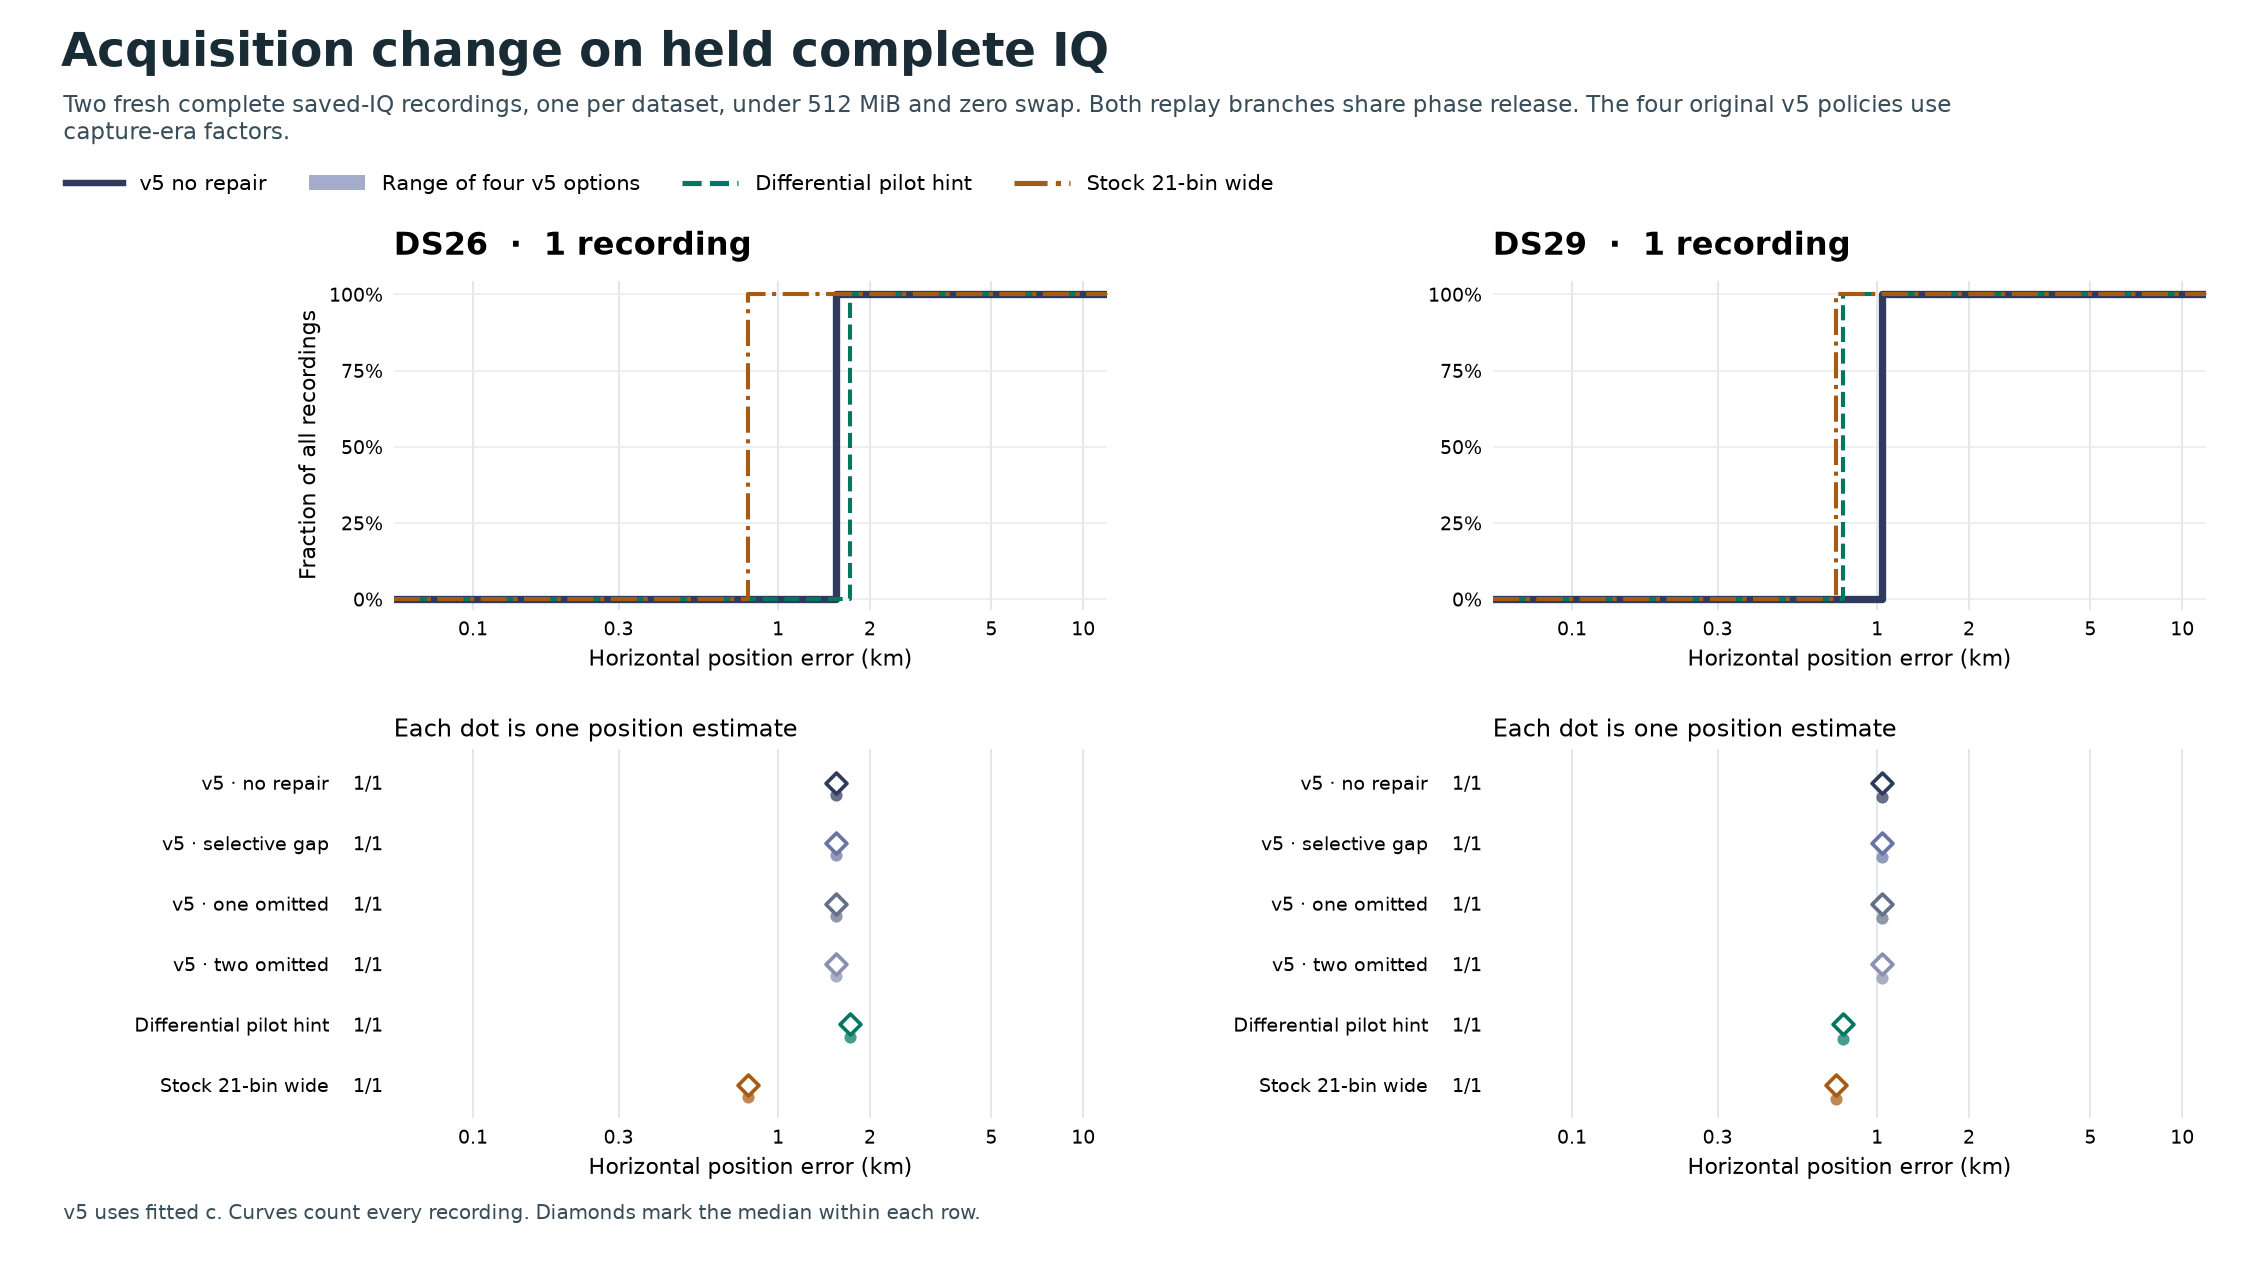 Acquisition change on held complete IQ
Two fresh complete saved-IQ recordings, one per dataset, under 512 MiB and zero swap. Both replay branches share phase release. The four original v5 policies use
capture-era factors.
v5 no repair
Range of four v5 options
Differential pilot hint
Stock 21-bin wide
DS26 · 1 recording
Fraction of all recordings
100%
75%
50%
25%
0%
0.1 0.3 1 2 5 10
Horizontal position error (km)
DS29 · 1 recording
100%
75%
50%
25%
0%
0.1 0.3 1 2 5 10
Horizontal position error (km)
Each dot is one position estimate
v5 · no repair 1/1
v5 · selective gap 1/1
v5 · one omitted 1/1
v5 · two omitted 1/1
Differential pilot hint 1/1
Stock 21-bin wide 1/1
0.1 0.3 1 2 5 10
Horizontal position error (km)
Each dot is one position estimate
v5 · no repair 1/1
v5 · selective gap 1/1
v5 · one omitted 1/1
v5 · two omitted 1/1
Differential pilot hint 1/1
Stock 21-bin wide 1/1
0.1 0.3 1 2 5 10
Horizontal position error (km)
v5 uses fitted c. Curves count every recording. Diamonds mark the median within each row.